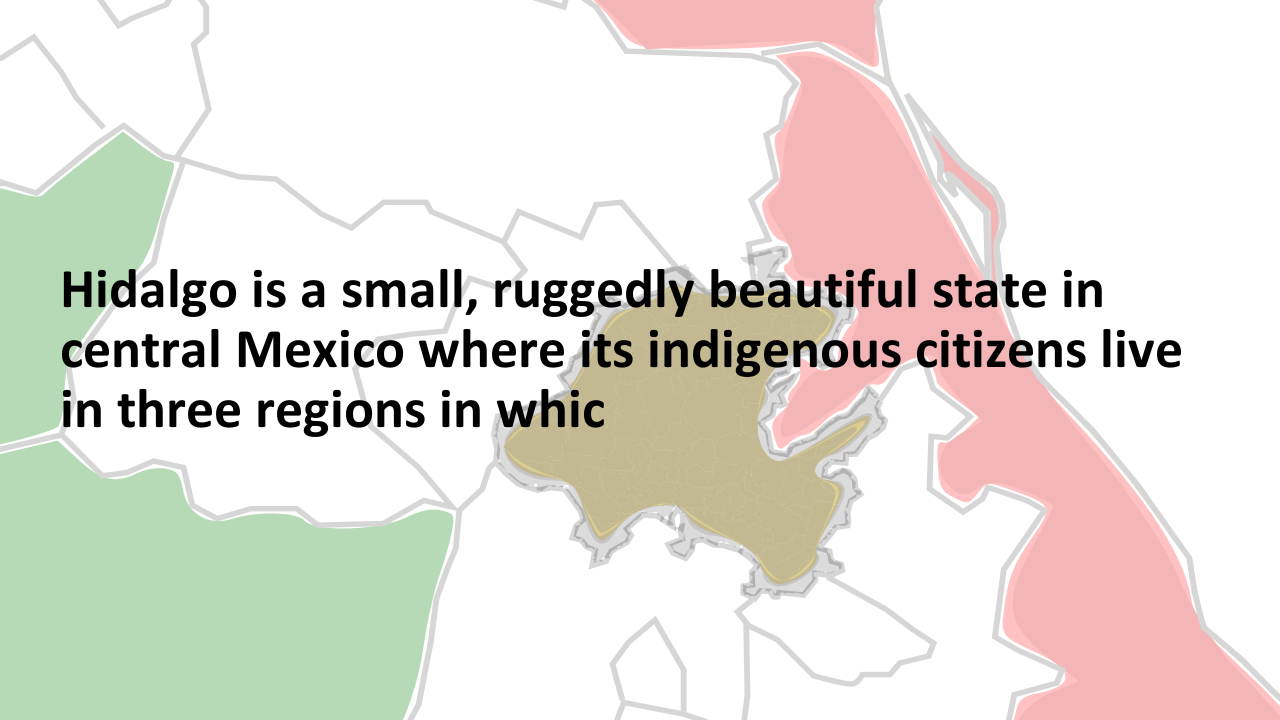 Hidalgo is a small, ruggedly beautiful state in
central Mexico where its indigenous citizens live
in three regions in whic